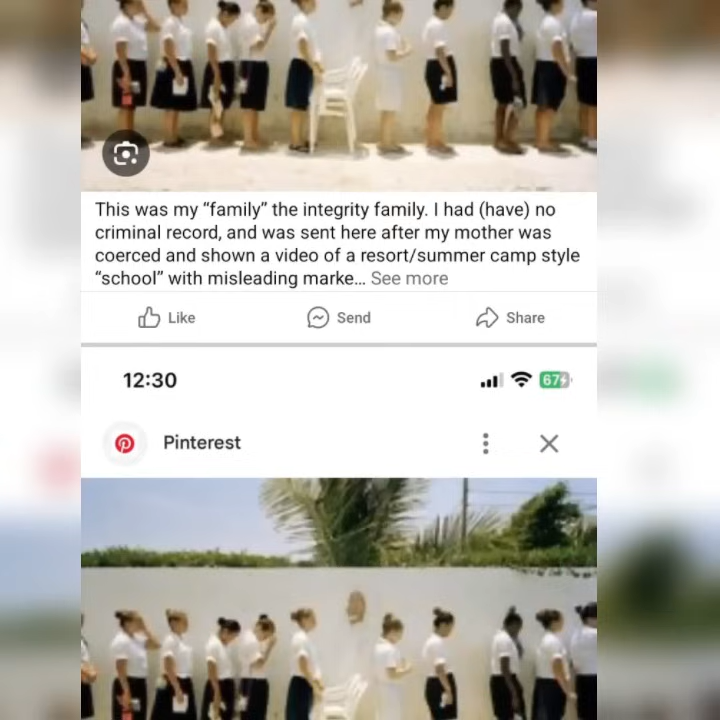 This was my “family” the integrity family. I had (have) no
criminal record, and was sent here after my mother was
coerced and shown a video of a resort/summer camp style
“school” with misleading marke... See more
Like
Send
Share
12:30
67
Pinterest